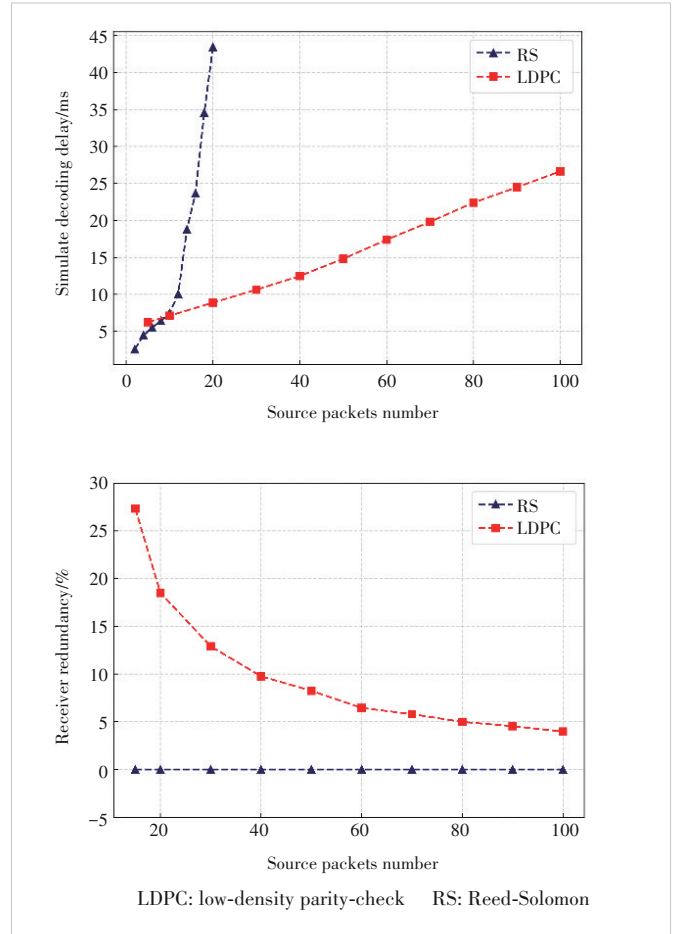 45
40
35
30
25
20
15
10
5
Simulate decoding delay/ms
RS
LDPC
0 20 40 60 80 100
Source packets number
30
25
20
15
10
5
0
−5
Receiver redundancy/%
RS
LDPC
20 40 60 80 100
Source packets number
LDPC: low-density parity-check RS: Reed-Solomon